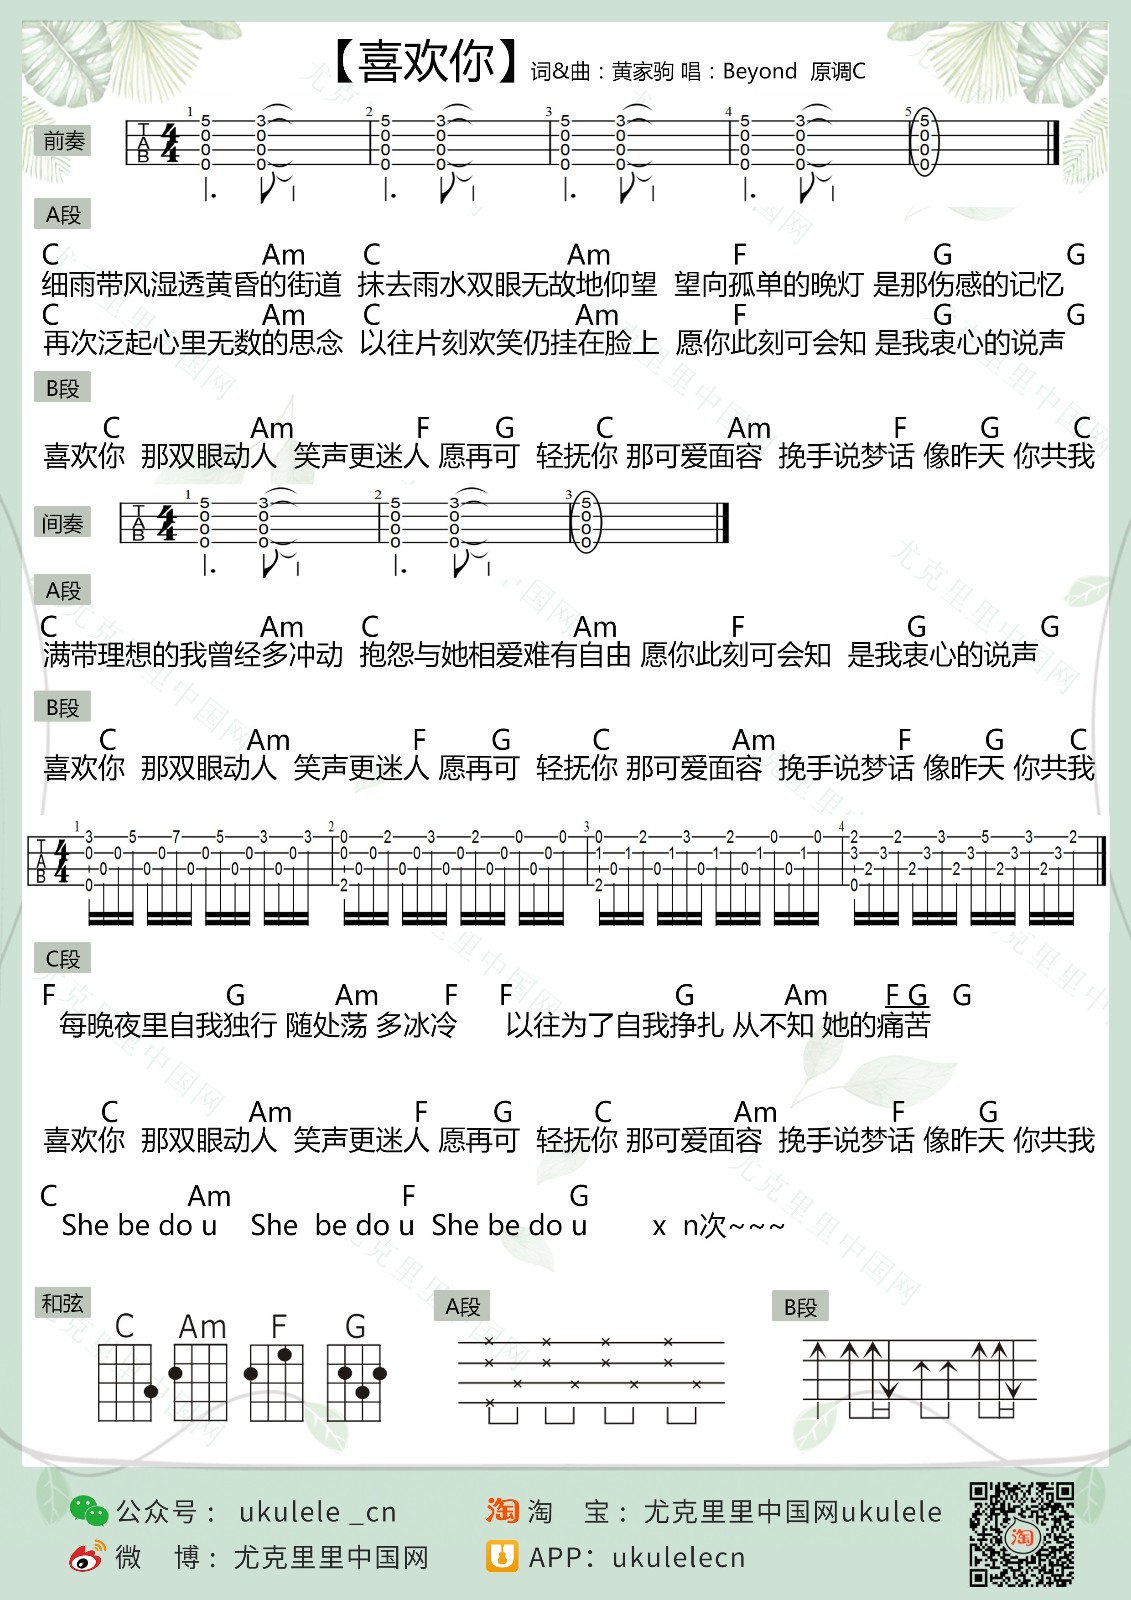 【喜欢你】 词&曲：黄家驹 唱：Beyond 原调C
前奏
A段
C Am C Am F G G
细雨带风湿透黄昏的街道 抹去雨水双眼无故地仰望 望向孤单的晚灯 是那伤感的记忆
C Am C Am F G G
再次泛起心里无数的思念 以往片刻欢笑仍挂在脸上 愿你此刻可会知 是我衷心的说声
B段
C Am F G C Am F G C
喜欢你 那双眼动人 笑声更迷人 愿再可 轻抚你 那可爱面容 挽手说梦话 像昨天 你共我
间奏
A段
C Am C Am F G G
满带理想的我曾经多冲动 抱怨与她相爱难有自由 愿你此刻可会知 是我衷心的说声
B段
C Am F G C Am F G C
喜欢你 那双眼动人 笑声更迷人 愿再可 轻抚你 那可爱面容 挽手说梦话 像昨天 你共我
C段
F G Am F F G Am F G G
每晚夜里自我独行 随处荡 多冰冷 以往为了自我挣扎 从不知 她的痛苦
C Am F G C Am F G
喜欢你 那双眼动人 笑声更迷人 愿再可 轻抚你 那可爱面容 挽手说梦话 像昨天 你共我
C Am F G
She be do u She be do u She be do u x n次~~~
和弦 A段 B段
C Am F G
公众号： ukulele _cn 淘 淘 宝：尤克里里中国网ukulele
微 博：尤克里里中国网 APP：ukulelecn
淘